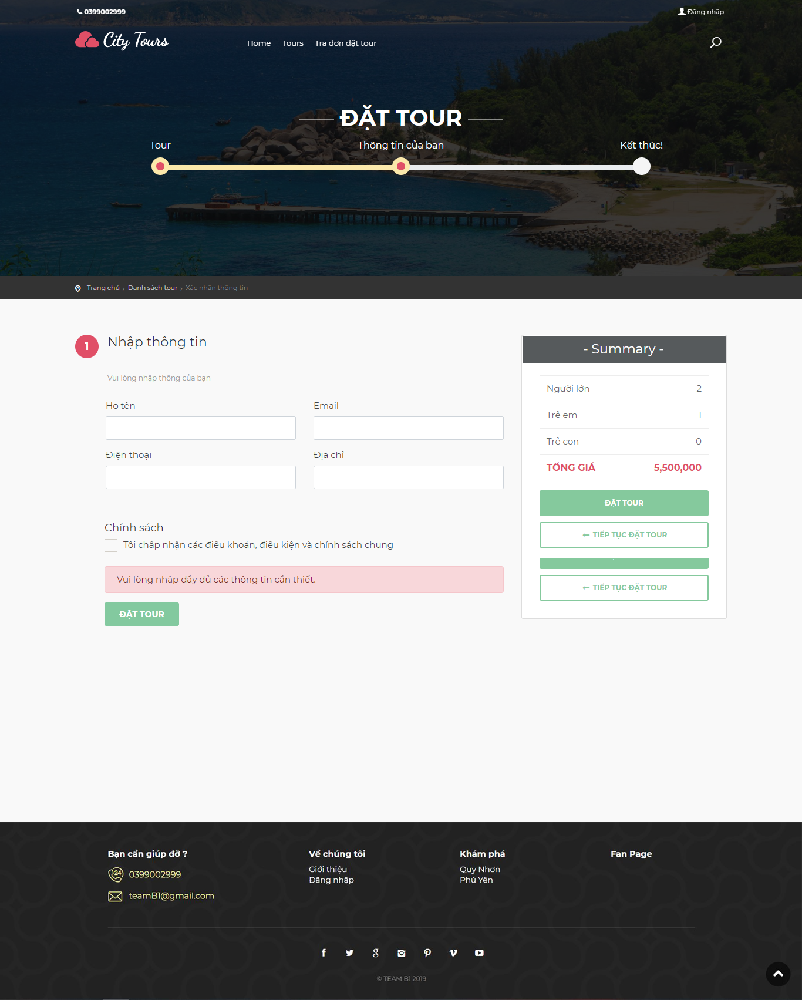 0399002999
Đăng nhập
City Tours
Home
Tours
Tra đơn đặt tour
ĐẶT TOUR
Tour
Thông tin của bạn
Kết thúc!
Trang chủ › Danh sách tour › Xác nhận thông tin
1
Nhập thông tin
Vui lòng nhập thông của bạn
Họ tên
Email
Điện thoại
Địa chỉ
Chính sách
Tôi chấp nhận các điều khoản, điều kiện và chính sách chung
Vui lòng nhập đầy đủ các thông tin cần thiết.
ĐẶT TOUR
- Summary -
Người lớn 2
Trẻ em 1
Trẻ con 0
TỔNG GIÁ 5,500,000
ĐẶT TOUR
← TIẾP TỤC ĐẶT TOUR
← TIẾP TỤC ĐẶT TOUR
Bạn cần giúp đỡ ?
24
0399002999
teamB1@gmail.com
Về chúng tôi
Giới thiệu
Đăng nhập
Khám phá
Quy Nhơn
Phú Yên
Fan Page
© TEAM B1 2019